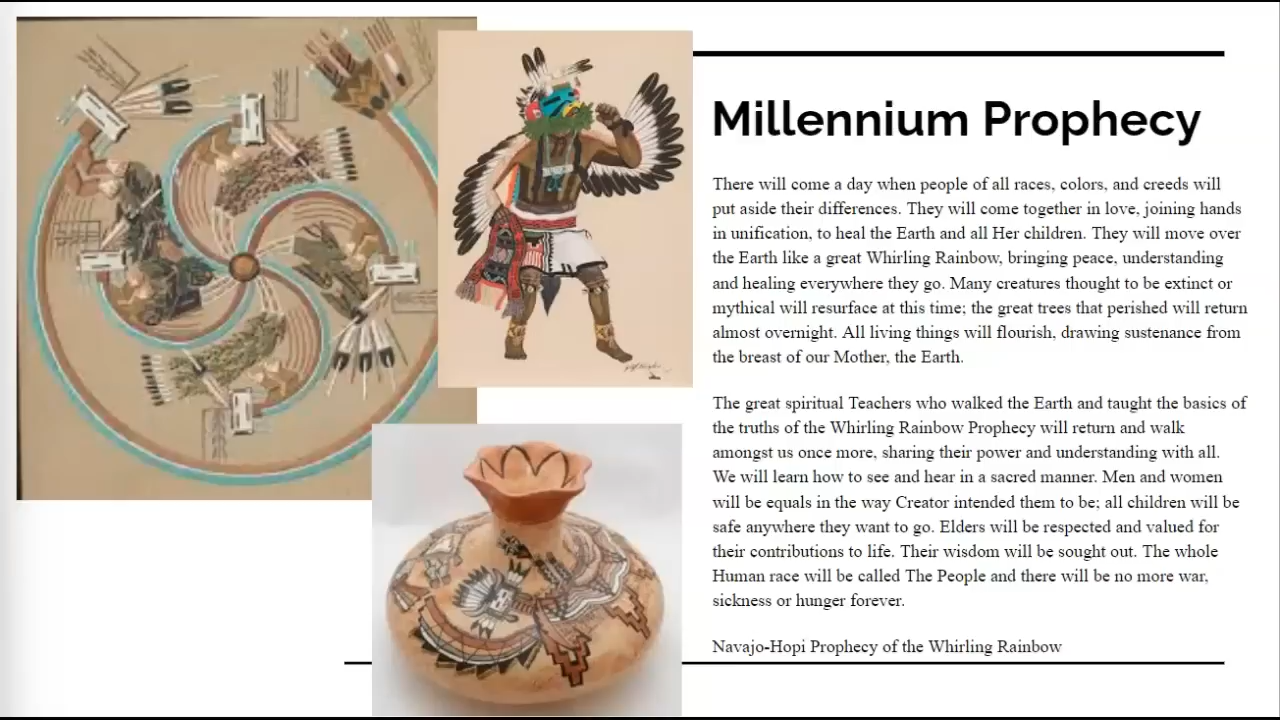 Millennium Prophecy
There will come a day when people of all races, colors, and creeds will
put aside their differences. They will come together in love, joining hands
in unification, to heal the Earth and all Her children. They will move over
the Earth like a great Whirling Rainbow, bringing peace, understanding
and healing everywhere they go. Many creatures thought to be extinct or
mythical will resurface at this time; the great trees that perished will return
almost overnight. All living things will flourish, drawing sustenance from
the breast of our Mother, the Earth.
The great spiritual Teachers who walked the Earth and taught the basics of
the truths of the Whirling Rainbow Prophecy will return and walk
amongst us once more, sharing their power and understanding with all.
We will learn how to see and hear in a sacred manner. Men and women
will be equals in the way Creator intended them to be; all children will be
safe anywhere they want to go. Elders will be respected and valued for
their contributions to life. Their wisdom will be sought out. The whole
Human race will be called The People and there will be no more war,
sickness or hunger forever.
Navajo-Hopi Prophecy of the Whirling Rainbow